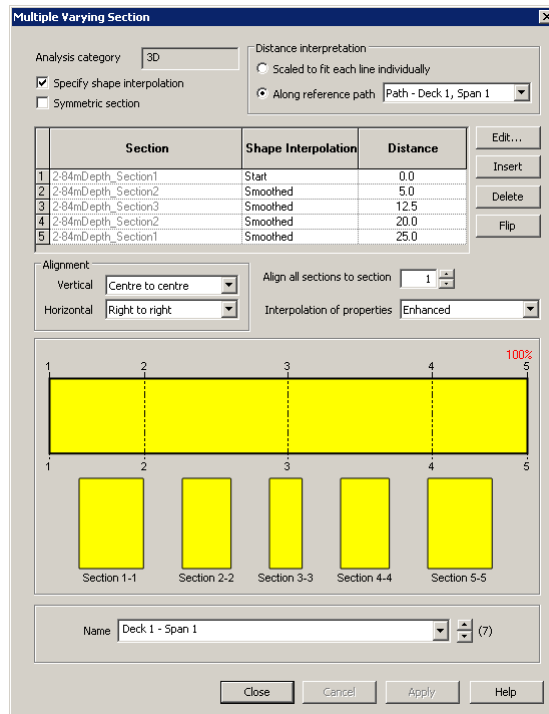 Multiple Varying Section
Analysis category 3D
Specify shape interpolation
Symmetric section
Distance interpretation
Scaled to fit each line individually
Along reference path Path - Deck 1, Span 1
Section Shape Interpolation Distance
1 2-84mDepth_Section1 Start 0.0
2 2-84mDepth_Section2 Smoothed 5.0
3 2-84mDepth_Section3 Smoothed 12.5
4 2-84mDepth_Section2 Smoothed 20.0
5 2-84mDepth_Section1 Smoothed 25.0
Edit...
Insert
Delete
Flip
Alignment
Vertical Centre to centre
Horizontal Right to right
Align all sections to section 1
Interpolation of properties Enhanced
100%
1 2 3 4 5
1 2 3 4 5
Section 1-1 Section 2-2 Section 3-3 Section 4-4 Section 5-5
Name Deck 1 - Span 1 (7)
Close Cancel Apply Help